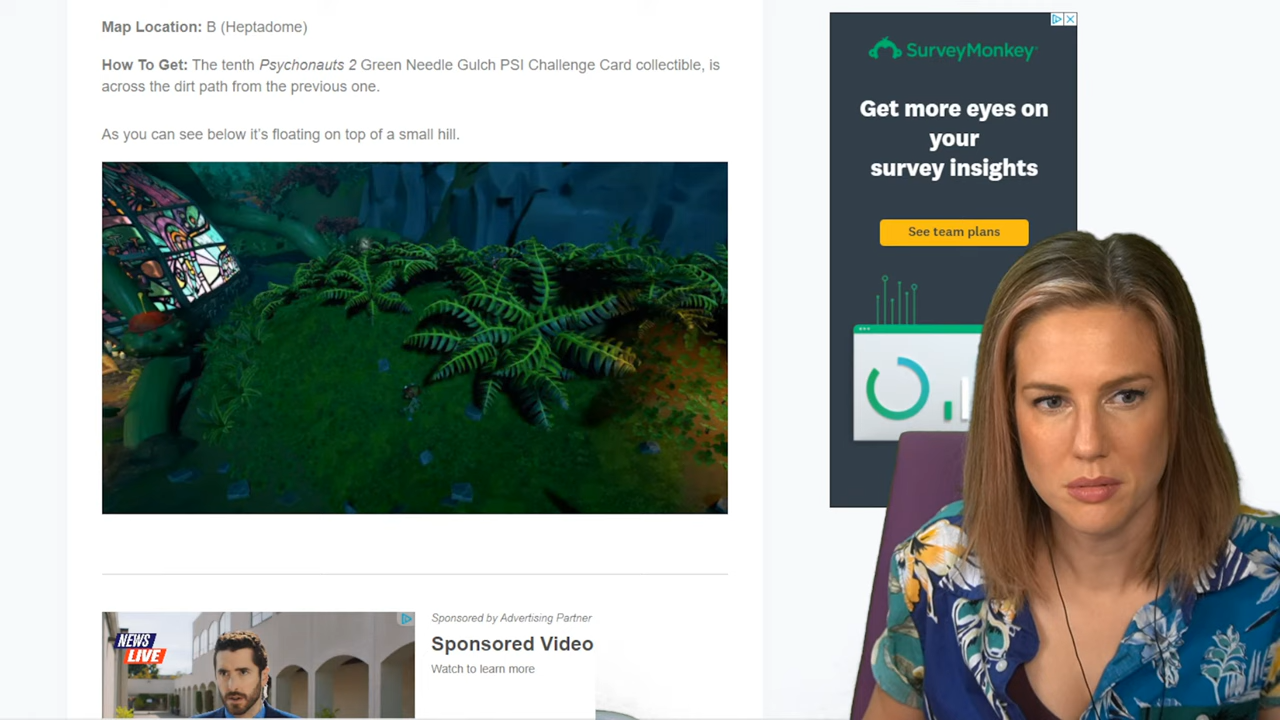 Map Location: B (Heptadome)
How To Get: The tenth Psychonauts 2 Green Needle Gulch PSI Challenge Card collectible, is
across the dirt path from the previous one.
As you can see below it's floating on top of a small hill.
SurveyMonkey
Get more eyes on
your
survey insights
See team plans
Sponsored by Advertising Partner
Sponsored Video
Watch to learn more
NEWS
LIVE